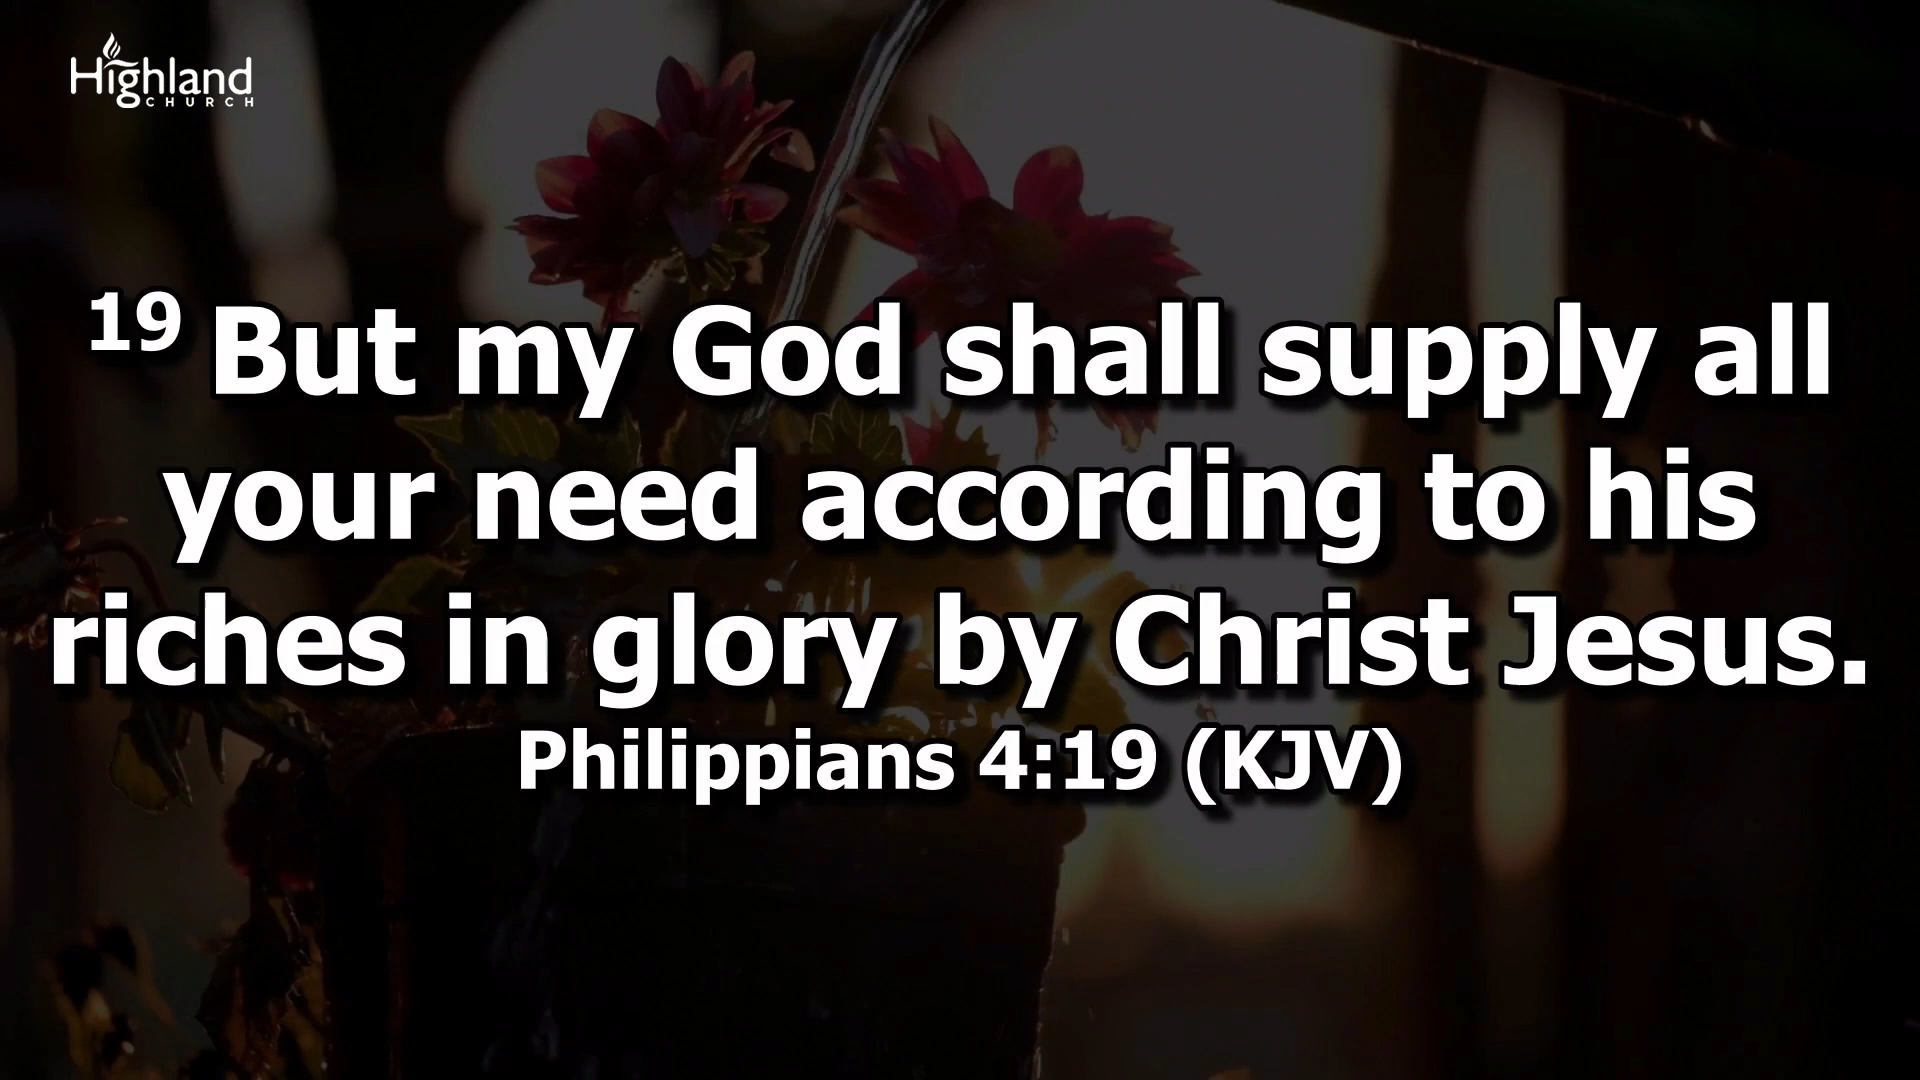 Highland
CHURCH
19 But my God shall supply all
your need according to his
riches in glory by Christ Jesus.
Philippians 4:19 (KJV)